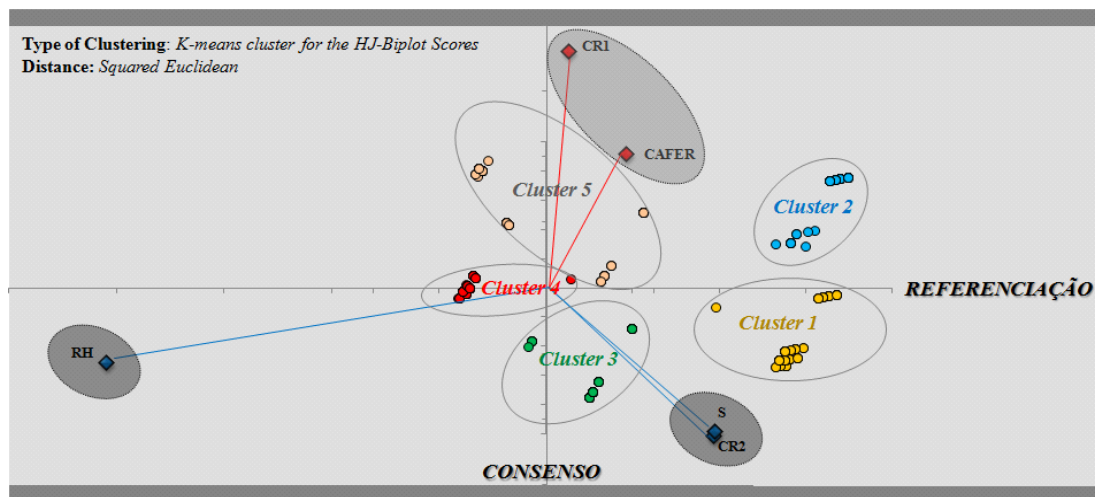 Type of Clustering: K-means cluster for the HJ-Biplot Scores
Distance: Squared Euclidean
CR1
CAFER
Cluster 5
Cluster 2
Cluster 4
REFERENCIAÇÃO
Cluster 1
RH
Cluster 3
S
CR2
CONSENSO